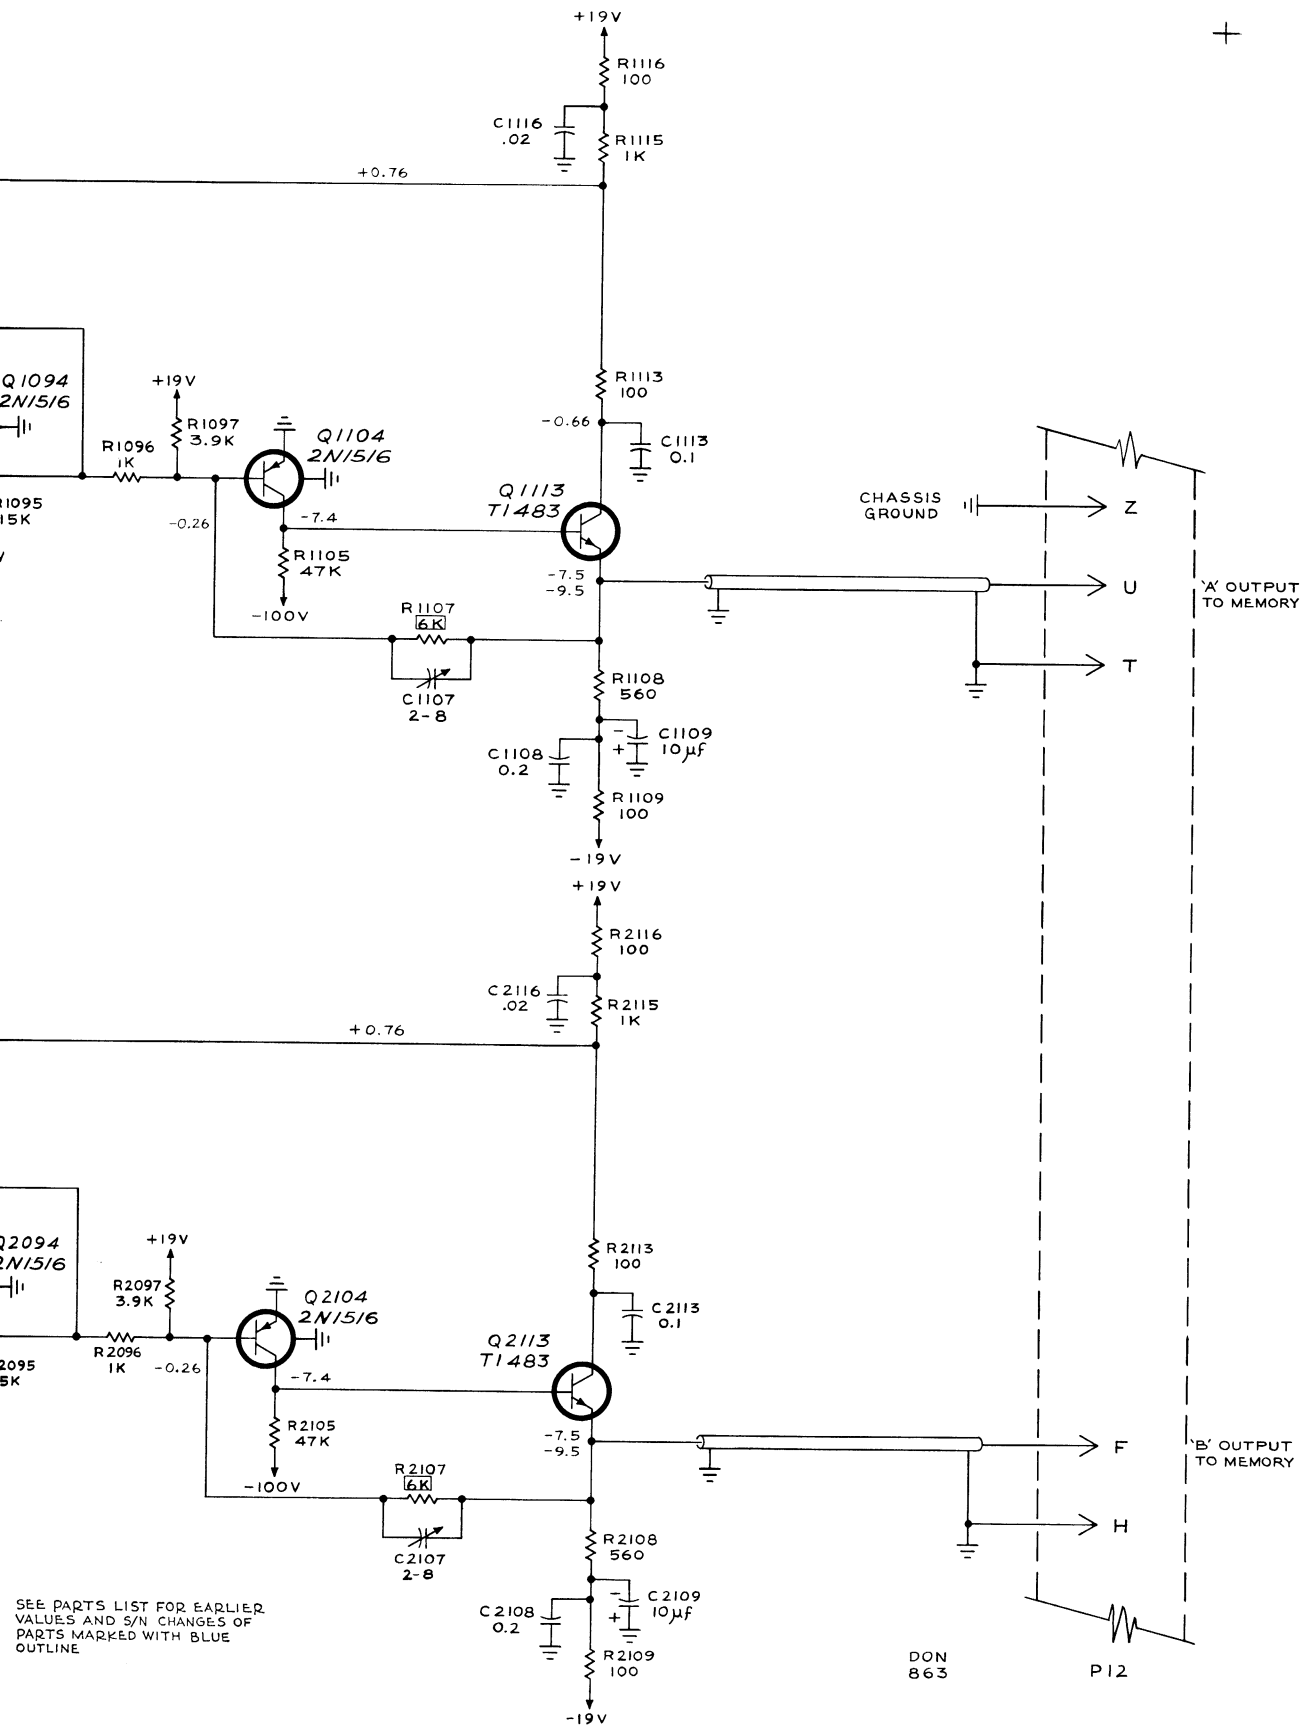 +19V
R1116
100
C1116
.02
R1115
1K
+0.76
R1113
100
-0.66
C1113
0.1
Q1094
2N1516
+19V
R1097
3.9K
R1096
1K
Q1104
2N1516
R1095
15K
-0.26
-7.4
Q1113
T1483
R1105
47K
-100V
-7.5
-9.5
R1107
6K
C1107
2-8
R1108
560
C1109
10µf
-
+
C1108
0.2
R1109
100
-19V
CHASSIS
GROUND
Z
U
'A' OUTPUT
TO MEMORY
T
+19V
R2116
100
C2116
.02
R2115
1K
+0.76
R2113
100
C2113
0.1
Q2094
2N1516
+19V
R2097
3.9K
R2096
1K
Q2104
2N1516
2095
5K
-0.26
-7.4
Q2113
T1483
R2105
47K
-100V
-7.5
-9.5
R2107
6K
C2107
2-8
R2108
560
C2109
10µf
-
+
C2108
0.2
R2109
100
-19V
F
'B' OUTPUT
TO MEMORY
H
SEE PARTS LIST FOR EARLIER
VALUES AND S/N CHANGES OF
PARTS MARKED WITH BLUE
OUTLINE
DON
863
P12